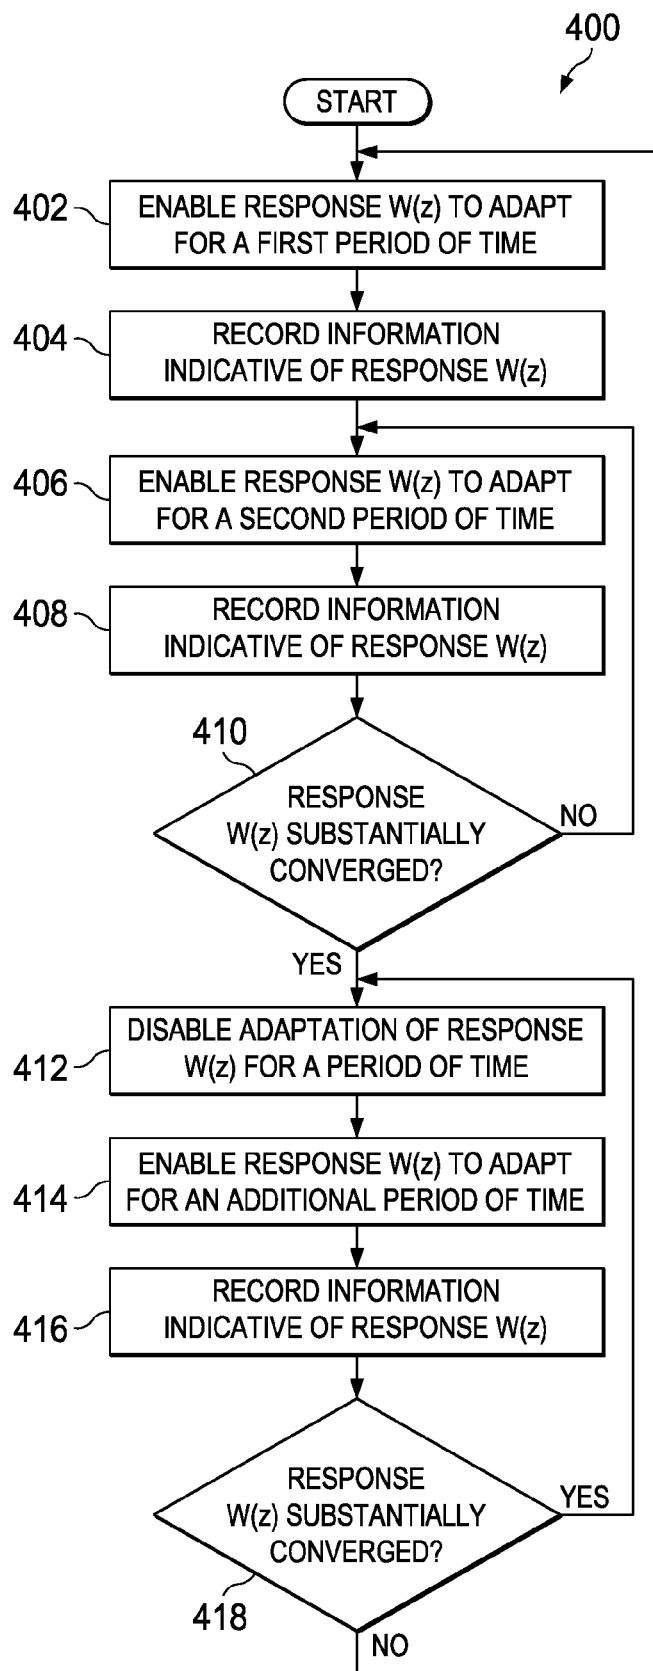 400
START
402
ENABLE RESPONSE W(z) TO ADAPT
FOR A FIRST PERIOD OF TIME
404
RECORD INFORMATION
INDICATIVE OF RESPONSE W(z)
406
ENABLE RESPONSE W(z) TO ADAPT
FOR A SECOND PERIOD OF TIME
408
RECORD INFORMATION
INDICATIVE OF RESPONSE W(z)
410
RESPONSE
W(z) SUBSTANTIALLY
CONVERGED?
NO
YES
412
DISABLE ADAPTATION OF RESPONSE
W(z) FOR A PERIOD OF TIME
414
ENABLE RESPONSE W(z) TO ADAPT
FOR AN ADDITIONAL PERIOD OF TIME
416
RECORD INFORMATION
INDICATIVE OF RESPONSE W(z)
RESPONSE
W(z) SUBSTANTIALLY
CONVERGED?
YES
418
NO